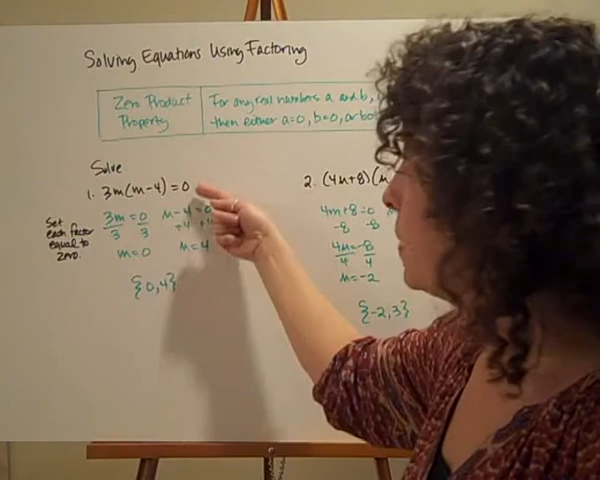 Solving Equations Using Factoring
Zero Product Property
For any real numbers a and b,
then either a=0, b=0, or bot
Solve
1. 3m(m-4)=0
Set each factor equal to zero.
3m = 0
3 3
m=0
m-4=0
+4 +4
m=4
{0,4}
2. (4m+8)(m
4m+8=0
-8 -8
4m=-8
4 4
m=-2
{-2,3}